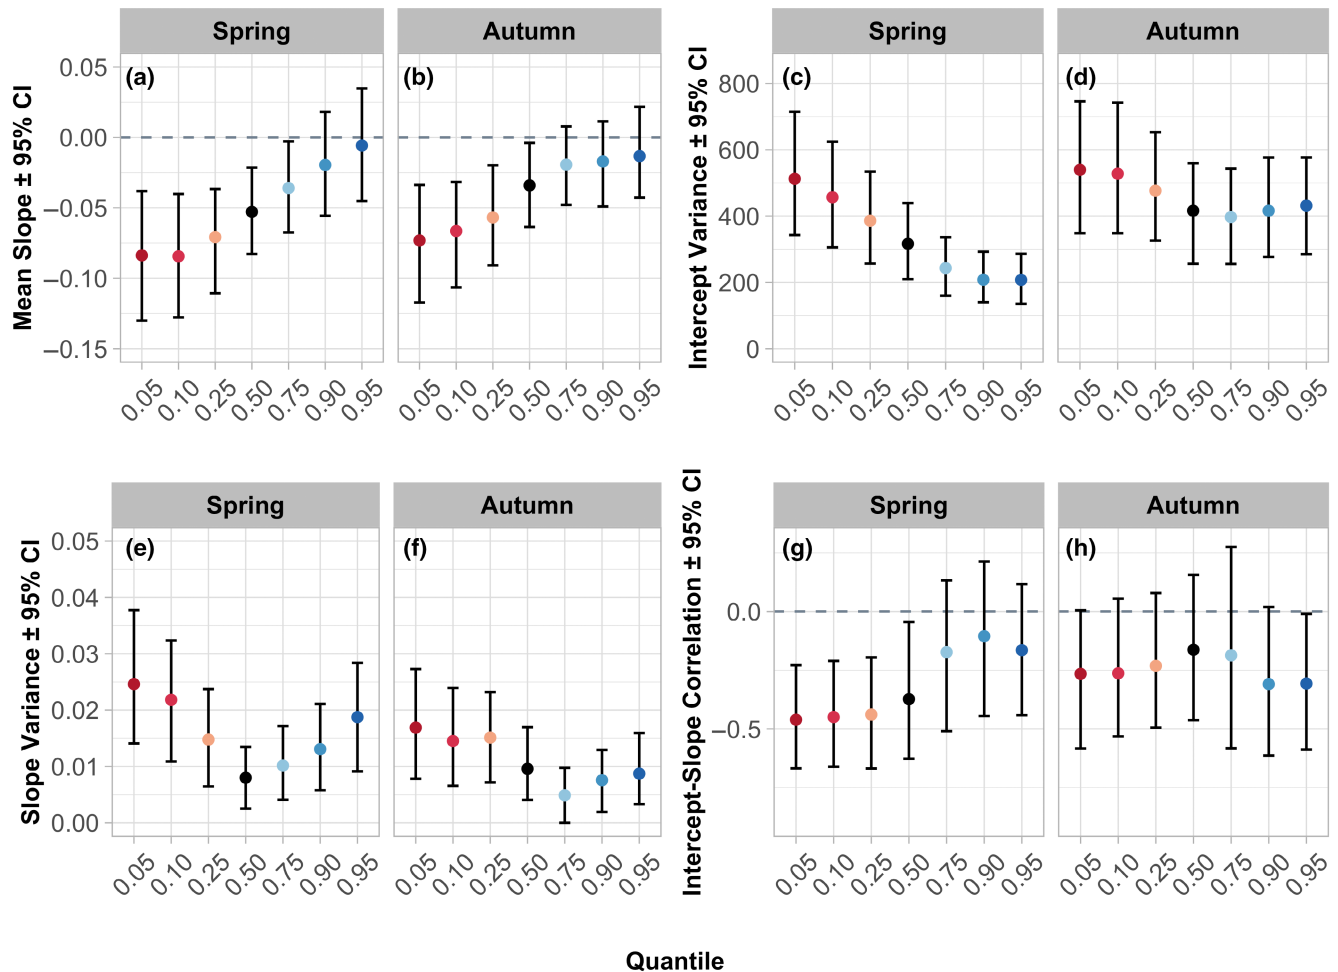 Spring
Autumn
Mean Slope ± 95% CI
(a)
(b)
0.05
0.00
−0.05
−0.10
−0.15
0.05 0.10 0.25 0.50 0.75 0.90 0.95
0.05 0.10 0.25 0.50 0.75 0.90 0.95
Spring
Autumn
Intercept Variance ± 95% CI
(c)
(d)
800
600
400
200
0
0.05 0.10 0.25 0.50 0.75 0.90 0.95
0.05 0.10 0.25 0.50 0.75 0.90 0.95
Spring
Autumn
Slope Variance ± 95% CI
(e)
(f)
0.05
0.04
0.03
0.02
0.01
0.00
0.05 0.10 0.25 0.50 0.75 0.90 0.95
0.05 0.10 0.25 0.50 0.75 0.90 0.95
Spring
Autumn
Intercept-Slope Correlation ± 95% CI
(g)
(h)
0.0
−0.5
0.05 0.10 0.25 0.50 0.75 0.90 0.95
0.05 0.10 0.25 0.50 0.75 0.90 0.95
Quantile